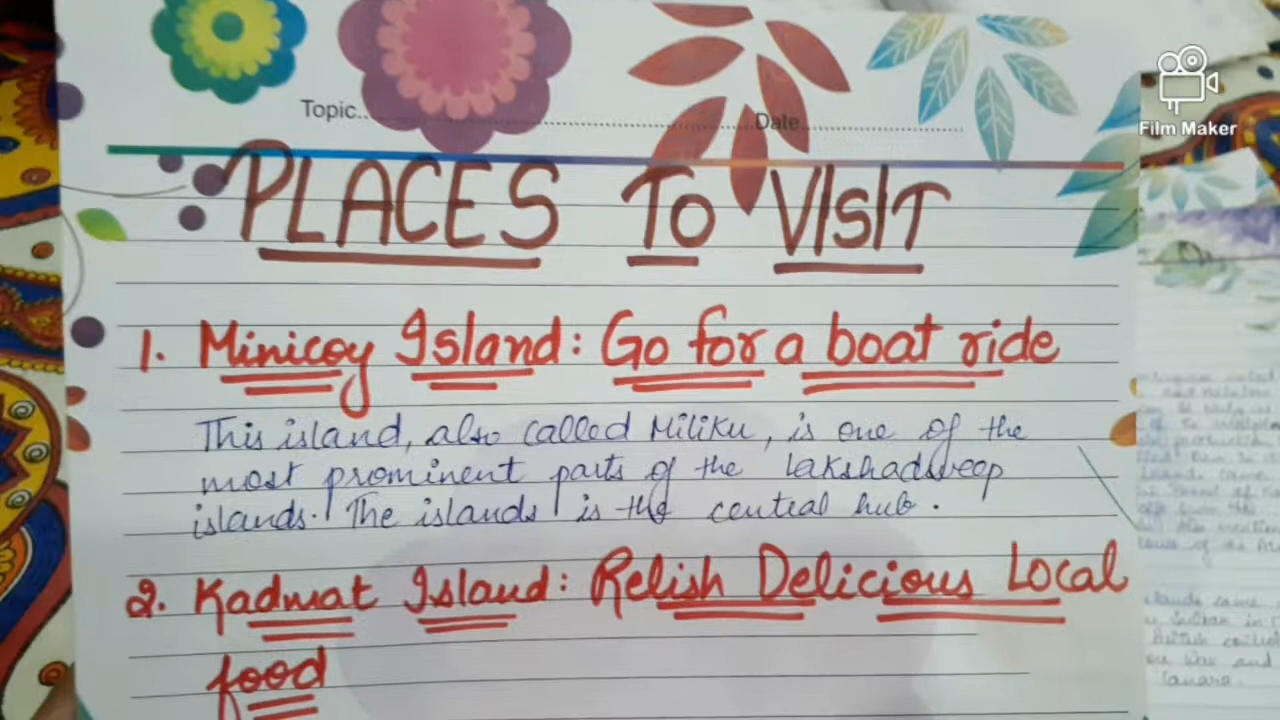 Topic..
Date
Film Maker
PLACES To VISIT
1. Minicoy Island: Go for a boat ride
This island, also called Miliku, is one of the
most prominent parts of the lakshadweep
islands. The islands is the central hub.
2. Kadmat Island: Relish Delicious Local
food